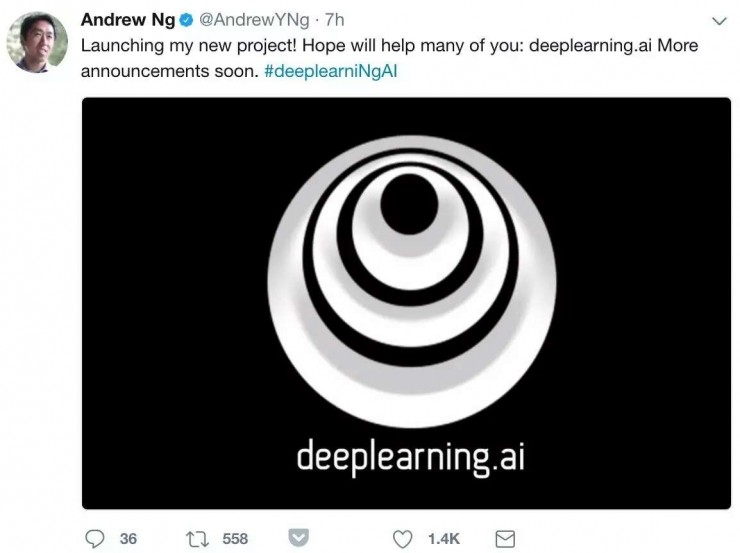 Andrew Ng @AndrewYNg · 7h
Launching my new project! Hope will help many of you: deeplearning.ai More
announcements soon. #deeplearniNgAI
deeplearning.ai
36 558 1.4K